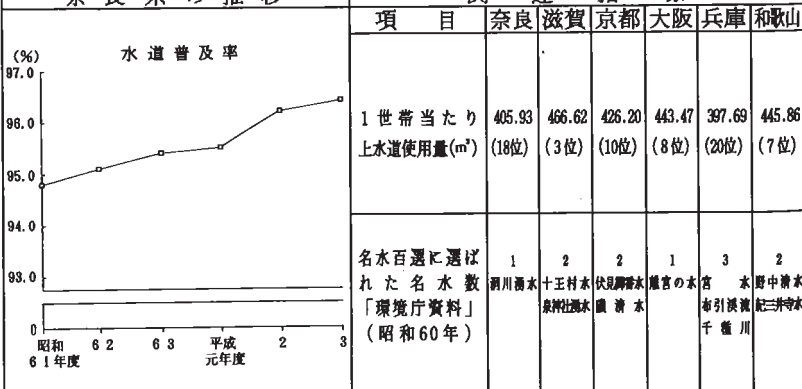 奈良県の推移
水道普及率
(%)
97.0
96.0
95.0
94.0
93.0
0
昭和 62 63 平成 2 3
61年度 元年度
項目 奈良 滋賀 京都 大阪 兵庫 和歌山
1世帯当たり 405.93 466.62 426.20 443.47 397.69 445.86
上水道使用量(m³) (18位) (3位) (10位) (8位) (20位) (7位)
名水百選に選ば 1 2 2 1 3 2
れた名水数 洞川湧水 十王村水 伏見御香水 離宮の水 宮水 野中清水
「環境庁資料」 泉神社湧水 磯清水 布引渓流 紀三井寺水
(昭和60年) 千種川